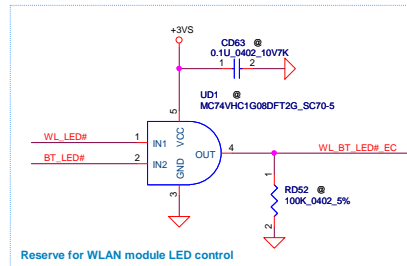 +3VS
CD63 @
0.1U_0402_10V7K
1 2
UD1 @
MC74VHC1G08DFT2G_SC70-5
5
WL_LED# 1 IN1 VCC
OUT 4 WL_BT_LED#_EC
BT_LED# 2 IN2 GND
3
1
RD52 @
100K_0402_5%
2
Reserve for WLAN module LED control